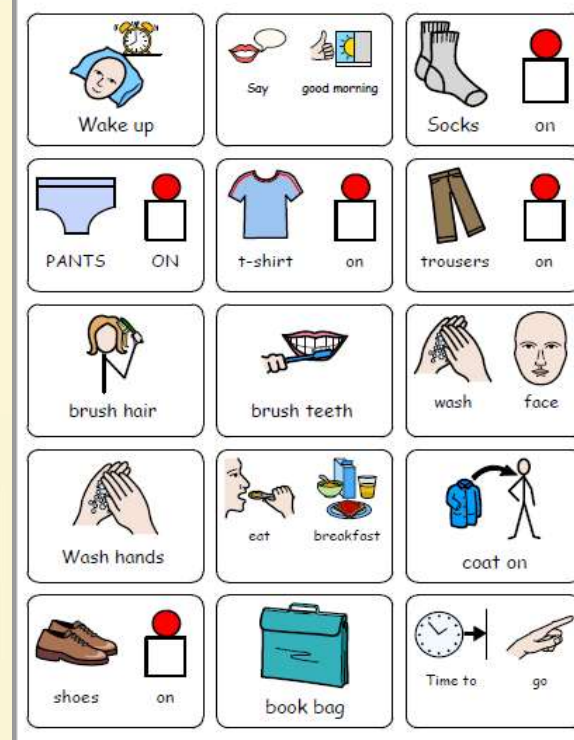 Wake up
Say good morning
Socks on
PANTS ON
t-shirt on
trousers on
brush hair
brush teeth
wash face
Wash hands
eat breakfast
coat on
shoes on
book bag
Time to go